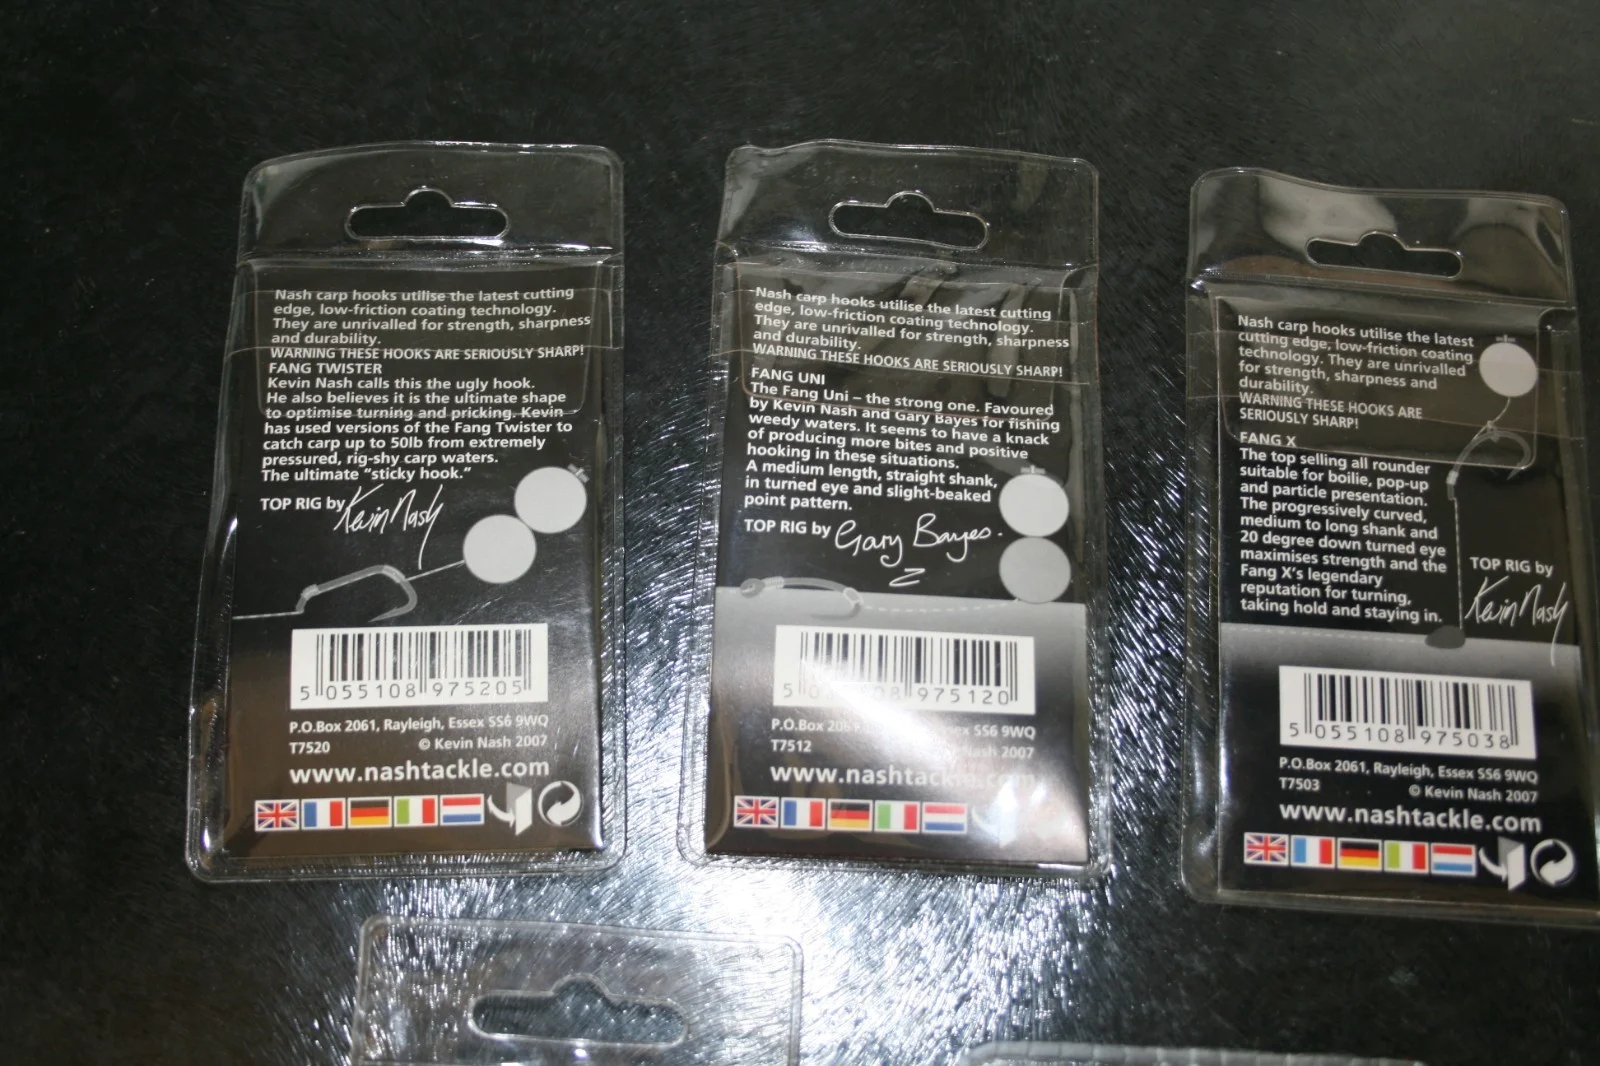 Nash carp hooks utilise the latest cutting
edge, low-friction coating technology.
They are unrivalled for strength, sharpness
and durability.
WARNING THESE HOOKS ARE SERIOUSLY SHARP!
FANG TWISTER
Kevin Nash calls this the ugly hook.
He also believes it is the ultimate shape
to optimise turning and pricking. Kevin
has used versions of the Fang Twister to
catch carp up to 50lb from extremely
pressured, rig-shy carp waters.
The ultimate "sticky hook."
TOP RIG by Kevin Nash
5 055108 975205
P.O.Box 2061, Rayleigh, Essex SS6 9WQ
T7520 © Kevin Nash 2007
www.nashtackle.com
Nash carp hooks utilise the latest cutting
edge, low-friction coating technology.
They are unrivalled for strength, sharpness
and durability.
WARNING THESE HOOKS ARE SERIOUSLY SHARP!
FANG UNI
The Fang Uni – the strong one. Favoured
by Kevin Nash and Gary Bayes for fishing
weedy waters. It seems to have a knack
of producing more bites and positive
hooking in these situations.
A medium length, straight shank,
in turned eye and slight-beaked
point pattern.
TOP RIG by Gary Bayes.
975120
P.O.Box SS6 9WQ
T7512 Nash 2007
www.nashtackle.com
Nash carp hooks utilise the latest
cutting edge, low-friction coating
technology. They are unrivalled
for strength, sharpness and
durability.
WARNING THESE HOOKS ARE
SERIOUSLY SHARP!
FANG X
The top selling all rounder
suitable for boilie, pop-up
and particle presentation.
The progressively curved,
medium to long shank and
20 degree down turned eye
maximises strength and the
Fang X's legendary
reputation for turning,
taking hold and staying in.
TOP RIG by
Kevin Nash
5 055108 975038
P.O.Box 2061, Rayleigh, Essex SS6 9WQ
T7503 © Kevin Nash 2007
www.nashtackle.com